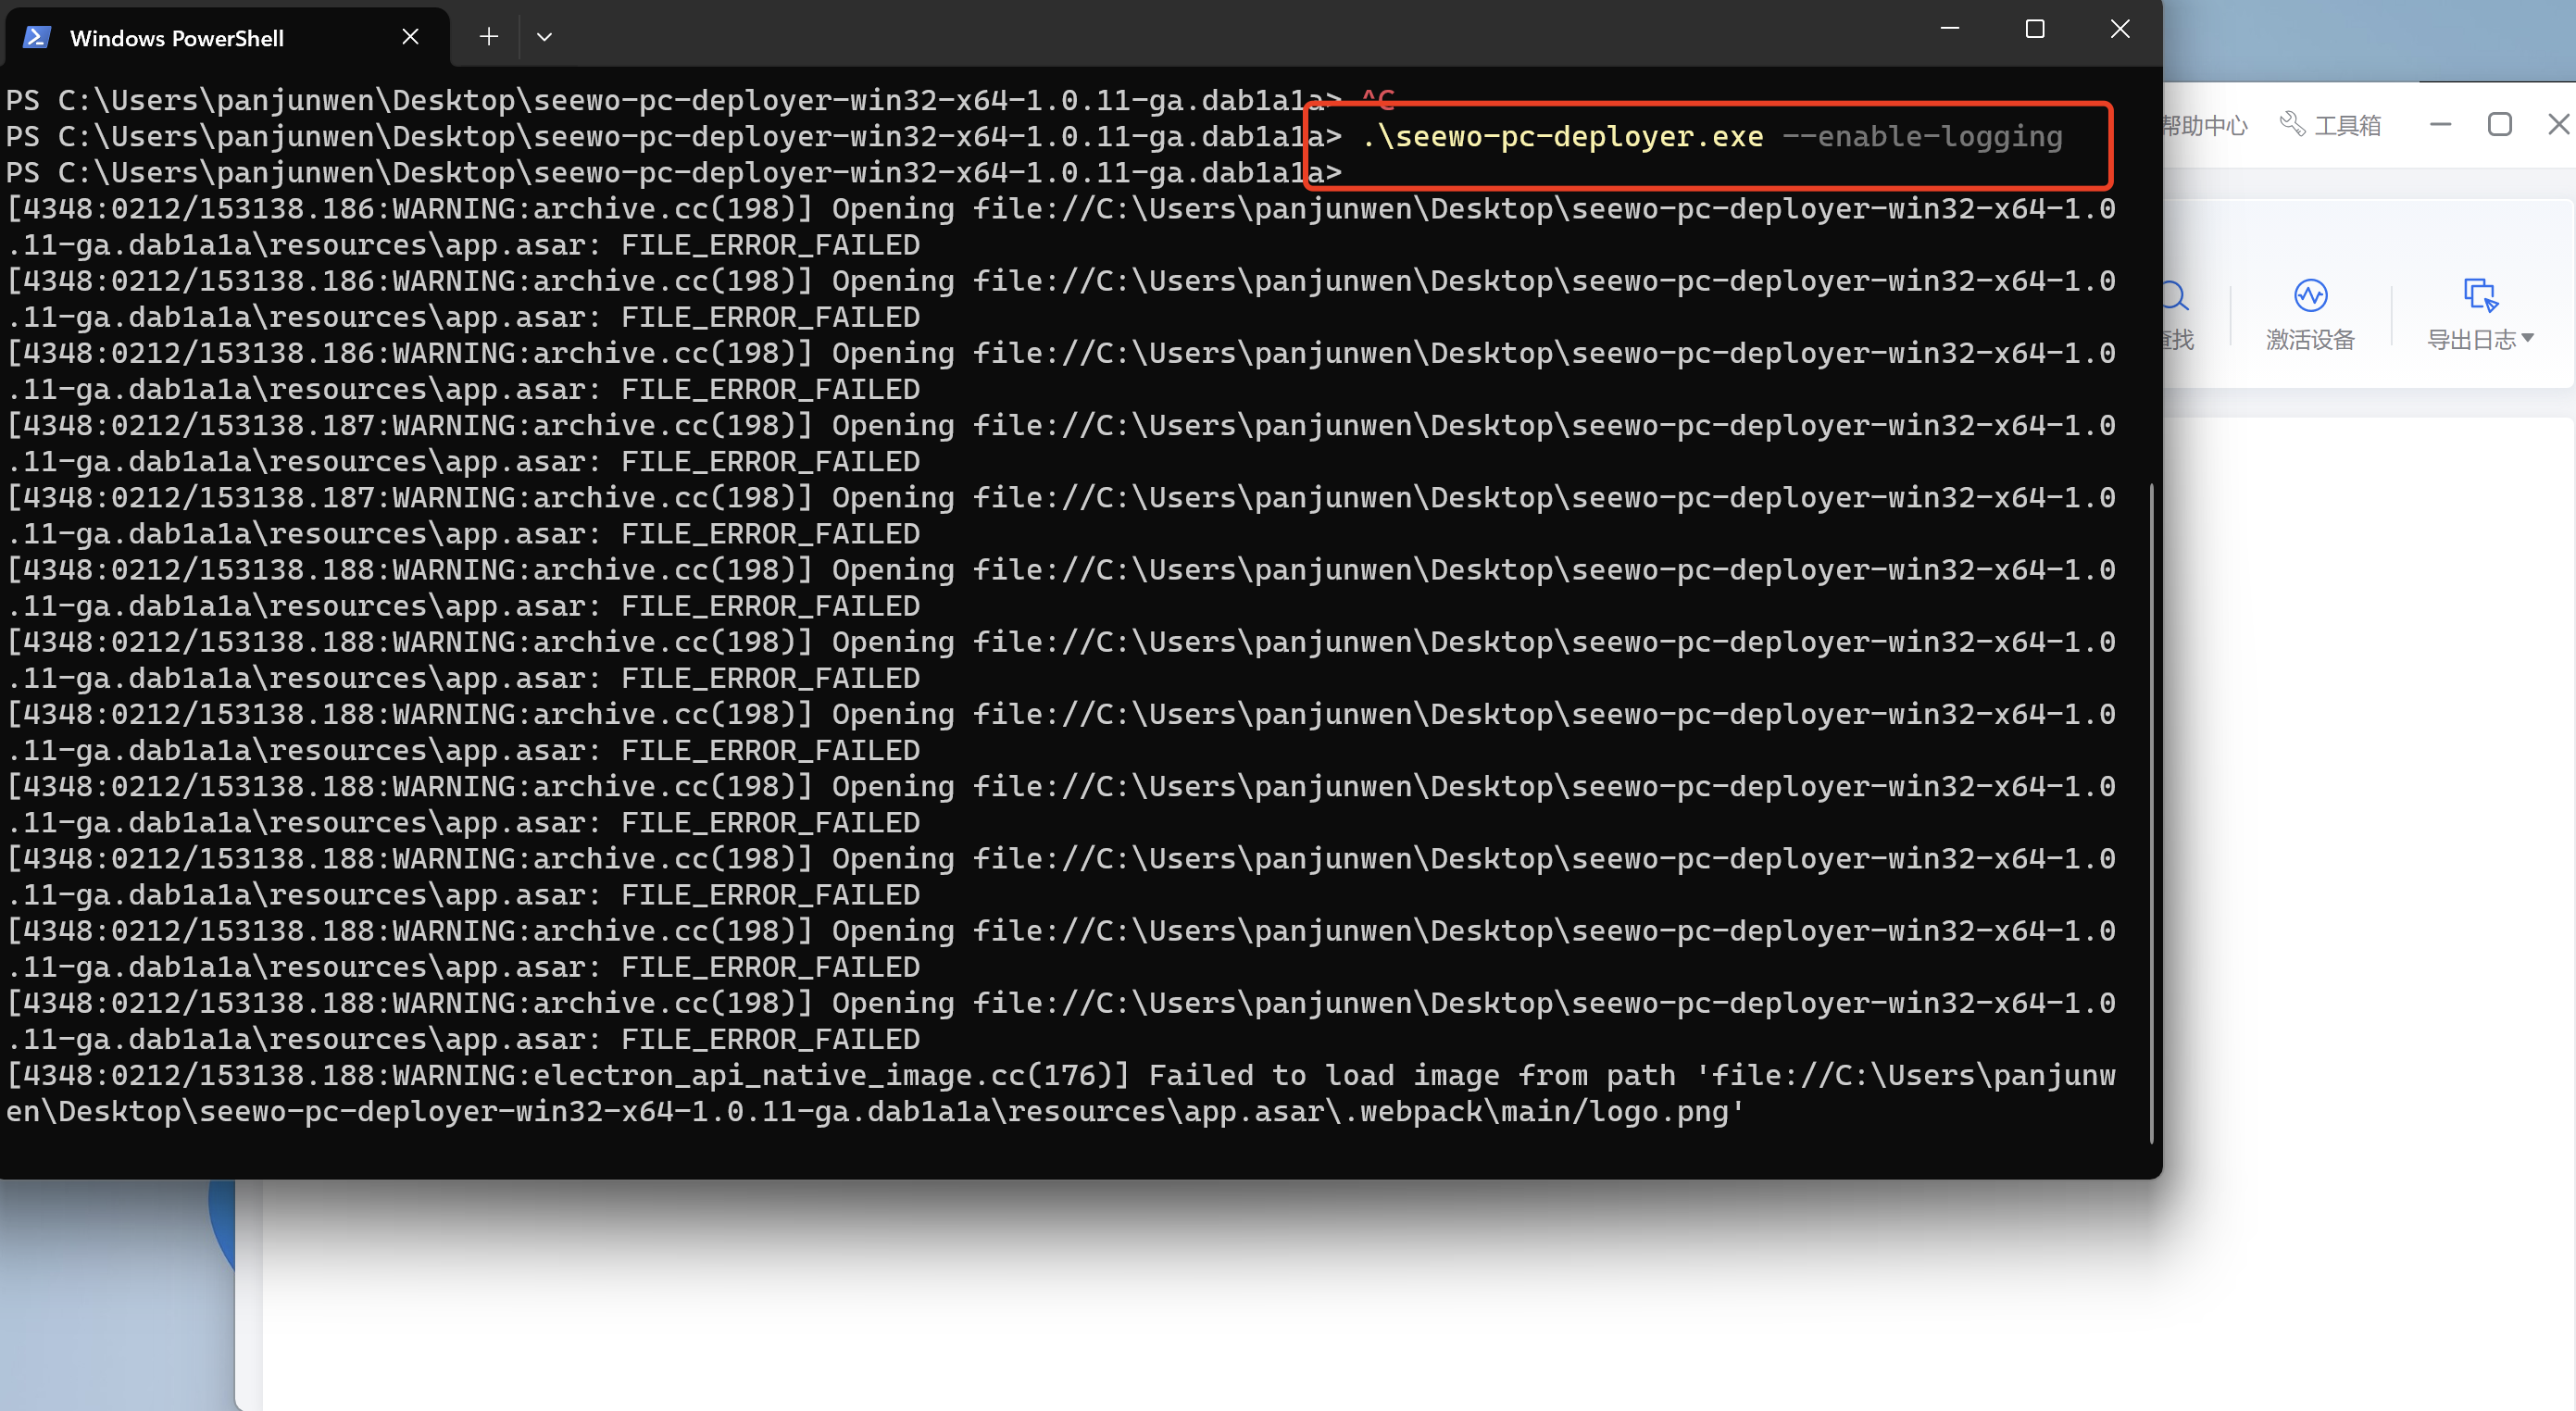 Windows PowerShell
PS C:\Users\panjunwen\Desktop\seewo-pc-deployer-win32-x64-1.0.11-ga.dab1a1a> ^C
PS C:\Users\panjunwen\Desktop\seewo-pc-deployer-win32-x64-1.0.11-ga.dab1a1a> .\seewo-pc-deployer.exe --enable-logging
PS C:\Users\panjunwen\Desktop\seewo-pc-deployer-win32-x64-1.0.11-ga.dab1a1a>
[4348:0212/153138.186:WARNING:archive.cc(198)] Opening file://C:\Users\panjunwen\Desktop\seewo-pc-deployer-win32-x64-1.0
.11-ga.dab1a1a\resources\app.asar: FILE_ERROR_FAILED
[4348:0212/153138.186:WARNING:archive.cc(198)] Opening file://C:\Users\panjunwen\Desktop\seewo-pc-deployer-win32-x64-1.0
.11-ga.dab1a1a\resources\app.asar: FILE_ERROR_FAILED
[4348:0212/153138.186:WARNING:archive.cc(198)] Opening file://C:\Users\panjunwen\Desktop\seewo-pc-deployer-win32-x64-1.0
.11-ga.dab1a1a\resources\app.asar: FILE_ERROR_FAILED
[4348:0212/153138.187:WARNING:archive.cc(198)] Opening file://C:\Users\panjunwen\Desktop\seewo-pc-deployer-win32-x64-1.0
.11-ga.dab1a1a\resources\app.asar: FILE_ERROR_FAILED
[4348:0212/153138.187:WARNING:archive.cc(198)] Opening file://C:\Users\panjunwen\Desktop\seewo-pc-deployer-win32-x64-1.0
.11-ga.dab1a1a\resources\app.asar: FILE_ERROR_FAILED
[4348:0212/153138.188:WARNING:archive.cc(198)] Opening file://C:\Users\panjunwen\Desktop\seewo-pc-deployer-win32-x64-1.0
.11-ga.dab1a1a\resources\app.asar: FILE_ERROR_FAILED
[4348:0212/153138.188:WARNING:archive.cc(198)] Opening file://C:\Users\panjunwen\Desktop\seewo-pc-deployer-win32-x64-1.0
.11-ga.dab1a1a\resources\app.asar: FILE_ERROR_FAILED
[4348:0212/153138.188:WARNING:archive.cc(198)] Opening file://C:\Users\panjunwen\Desktop\seewo-pc-deployer-win32-x64-1.0
.11-ga.dab1a1a\resources\app.asar: FILE_ERROR_FAILED
[4348:0212/153138.188:WARNING:archive.cc(198)] Opening file://C:\Users\panjunwen\Desktop\seewo-pc-deployer-win32-x64-1.0
.11-ga.dab1a1a\resources\app.asar: FILE_ERROR_FAILED
[4348:0212/153138.188:WARNING:archive.cc(198)] Opening file://C:\Users\panjunwen\Desktop\seewo-pc-deployer-win32-x64-1.0
.11-ga.dab1a1a\resources\app.asar: FILE_ERROR_FAILED
[4348:0212/153138.188:WARNING:archive.cc(198)] Opening file://C:\Users\panjunwen\Desktop\seewo-pc-deployer-win32-x64-1.0
.11-ga.dab1a1a\resources\app.asar: FILE_ERROR_FAILED
[4348:0212/153138.188:WARNING:archive.cc(198)] Opening file://C:\Users\panjunwen\Desktop\seewo-pc-deployer-win32-x64-1.0
.11-ga.dab1a1a\resources\app.asar: FILE_ERROR_FAILED
[4348:0212/153138.188:WARNING:electron_api_native_image.cc(176)] Failed to load image from path 'file://C:\Users\panjunw
en\Desktop\seewo-pc-deployer-win32-x64-1.0.11-ga.dab1a1a\resources\app.asar\.webpack\main/logo.png'
帮助中心 工具箱
查找 激活设备 导出日志